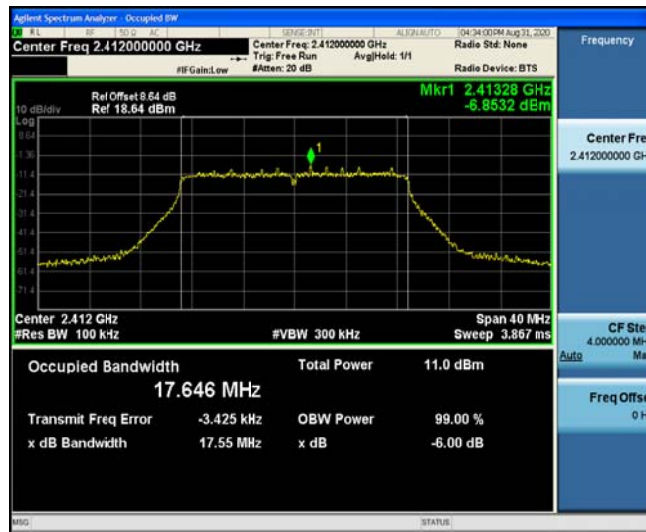 Agilent Spectrum Analyzer - Occupied BW
RL RF 50 Ω AC SENSE:INT ALIGN AUTO 04:34:00 PM Aug 31, 2020
Center Freq 2.412000000 GHz
Center Freq: 2.412000000 GHz
Radio Std: None
Trig: Free Run Avg|Hold: 1/1
#IFGain:Low
#Atten: 20 dB
Radio Device: BTS
Frequency
Ref Offset 8.64 dB
Mkr1 2.41328 GHz
10 dB/div
Ref 18.64 dBm
-6.8532 dBm
Log
8.64
1
-1.36
-11.4
-21.4
-31.4
-41.4
-51.4
-61.4
-71.4
Center Fre
2.412000000 GH
Center 2.412 GHz
Span 40 MHz
#Res BW 100 kHz
#VBW 300 kHz
Sweep 3.867 ms
CF Ste
4.000000 MH
Auto Ma
Occupied Bandwidth
Total Power 11.0 dBm
17.646 MHz
Transmit Freq Error -3.425 kHz
OBW Power 99.00 %
x dB Bandwidth 17.55 MHz
x dB -6.00 dB
Freq Offse
0 H
MSG
STATUS